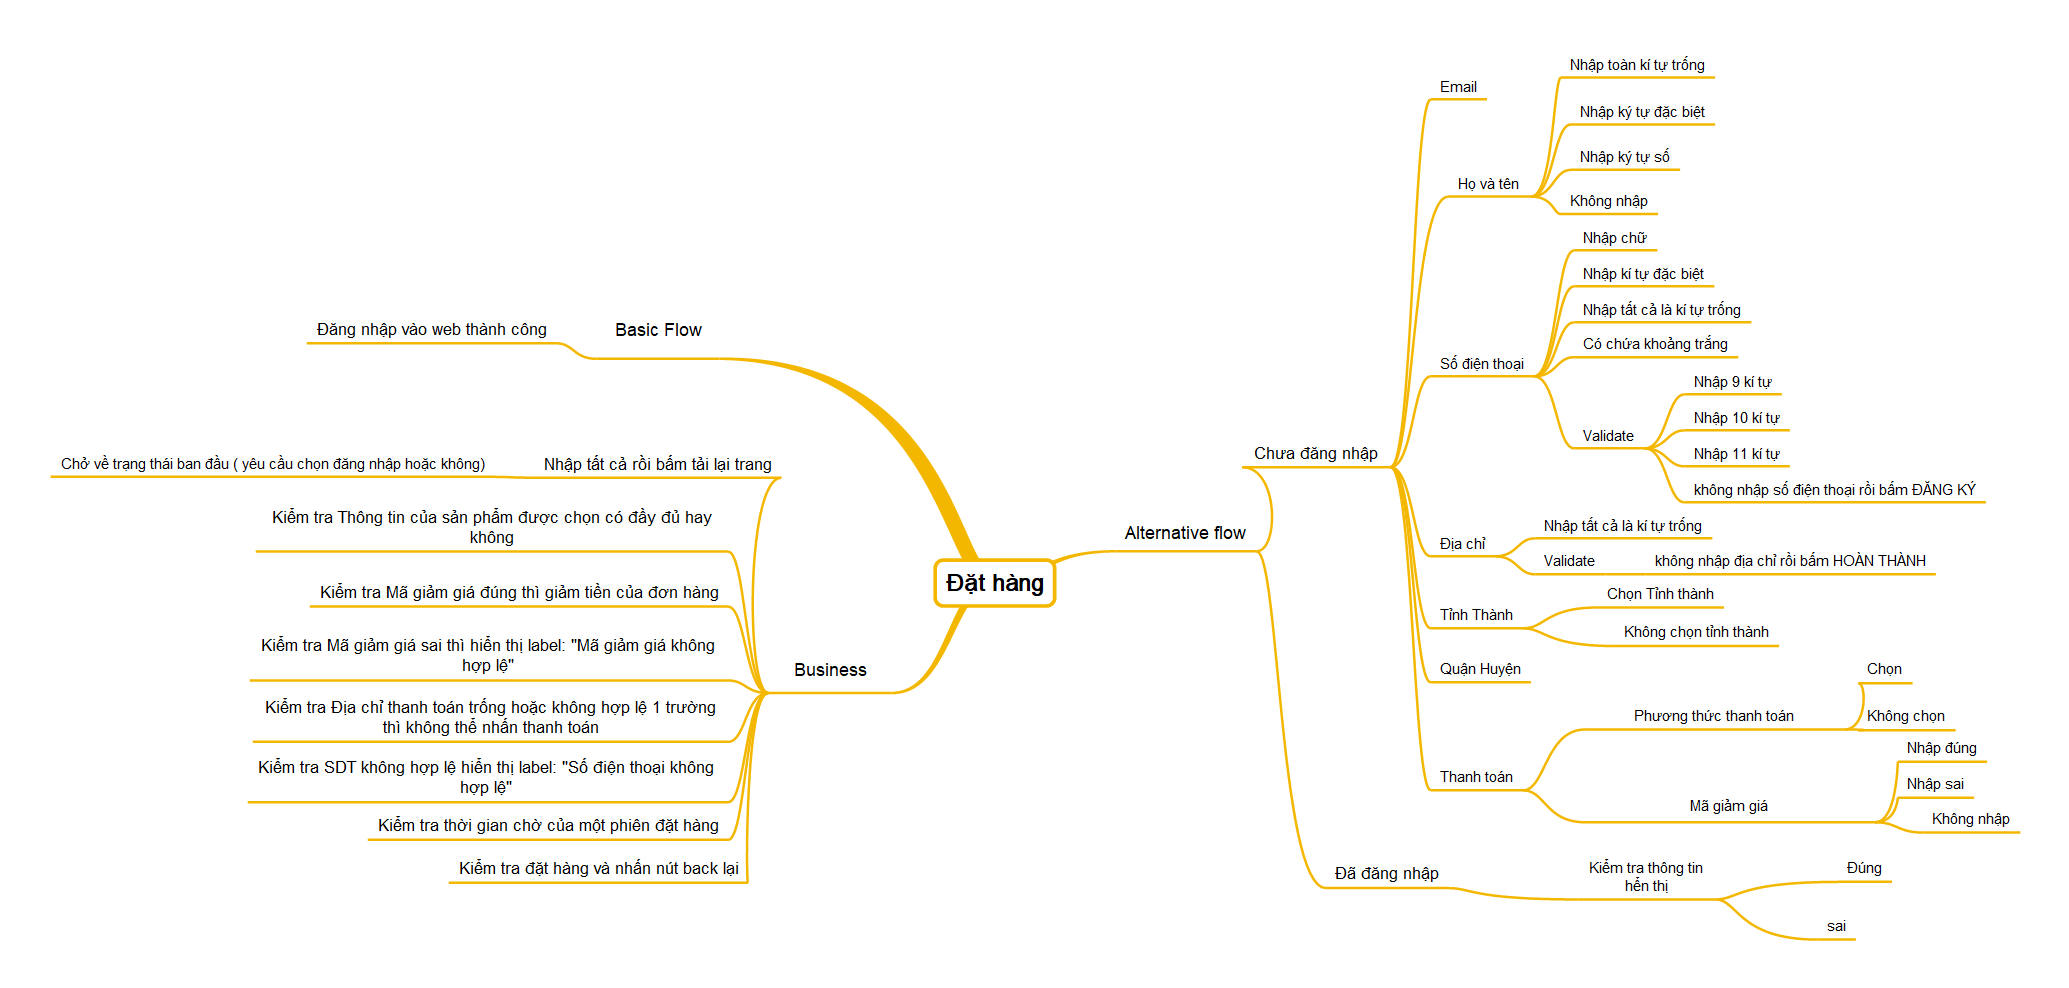 Đặt hàng
Basic Flow
Đăng nhập vào web thành công
Business
Nhập tất cả rồi bấm tải lại trang
Chở về trạng thái ban đầu ( yêu cầu chọn đăng nhập hoặc không)
Kiểm tra Thông tin của sản phẩm được chọn có đầy đủ hay
không
Kiểm tra Mã giảm giá đúng thì giảm tiền của đơn hàng
Kiểm tra Mã giảm giá sai thì hiển thị label: "Mã giảm giá không
hợp lệ"
Kiểm tra Địa chỉ thanh toán trống hoặc không hợp lệ 1 trường
thì không thể nhấn thanh toán
Kiểm tra SDT không hợp lệ hiển thị label: "Số điện thoại không
hợp lệ"
Kiểm tra thời gian chờ của một phiên đặt hàng
Kiểm tra đặt hàng và nhấn nút back lại
Alternative flow
Chưa đăng nhập
Email
Họ và tên
Nhập toàn kí tự trống
Nhập ký tự đặc biệt
Nhập ký tự số
Không nhập
Số điện thoại
Nhập chữ
Nhập kí tự đặc biệt
Nhập tất cả là kí tự trống
Có chứa khoảng trắng
Validate
Nhập 9 kí tự
Nhập 10 kí tự
Nhập 11 kí tự
không nhập số điện thoại rồi bấm ĐĂNG KÝ
Địa chỉ
Nhập tất cả là kí tự trống
Validate
không nhập địa chỉ rồi bấm HOÀN THÀNH
Tỉnh Thành
Chọn Tỉnh thành
Không chọn tỉnh thành
Quận Huyện
Thanh toán
Phương thức thanh toán
Chọn
Không chọn
Mã giảm giá
Nhập đúng
Nhập sai
Không nhập
Đã đăng nhập
Kiểm tra thông tin
hển thị
Đúng
sai